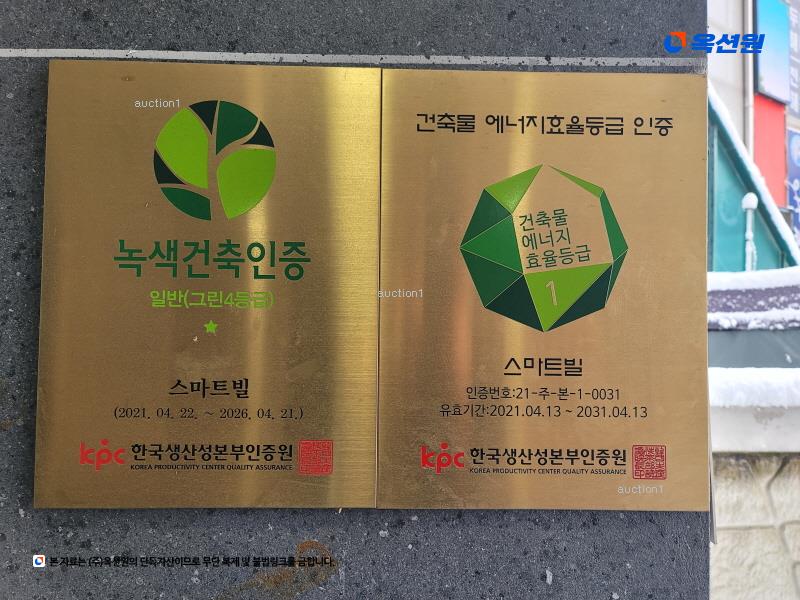 옥션원
auction1
녹색건축인증
일반(그린4등급)
스마트빌
(2021. 04. 22. ~ 2026. 04. 21.)
kpc 한국생산성본부인증원
KOREA PRODUCTIVITY CENTER QUALITY ASSURANCE
auction1
건축물 에너지효율등급 인증
건축물
에너지
효율등급
1
스마트빌
인증번호:21-주-본-1-0031
유효기간:2021.04.13 ~ 2031.04.13
kpc 한국생산성본부인증원
KOREA PRODUCTIVITY CENTER QUALITY ASSURANCE
auction1
본 자료는 (주)옥션원의 단독자산이므로 무단 복제 및 불법링크를 금합니다.